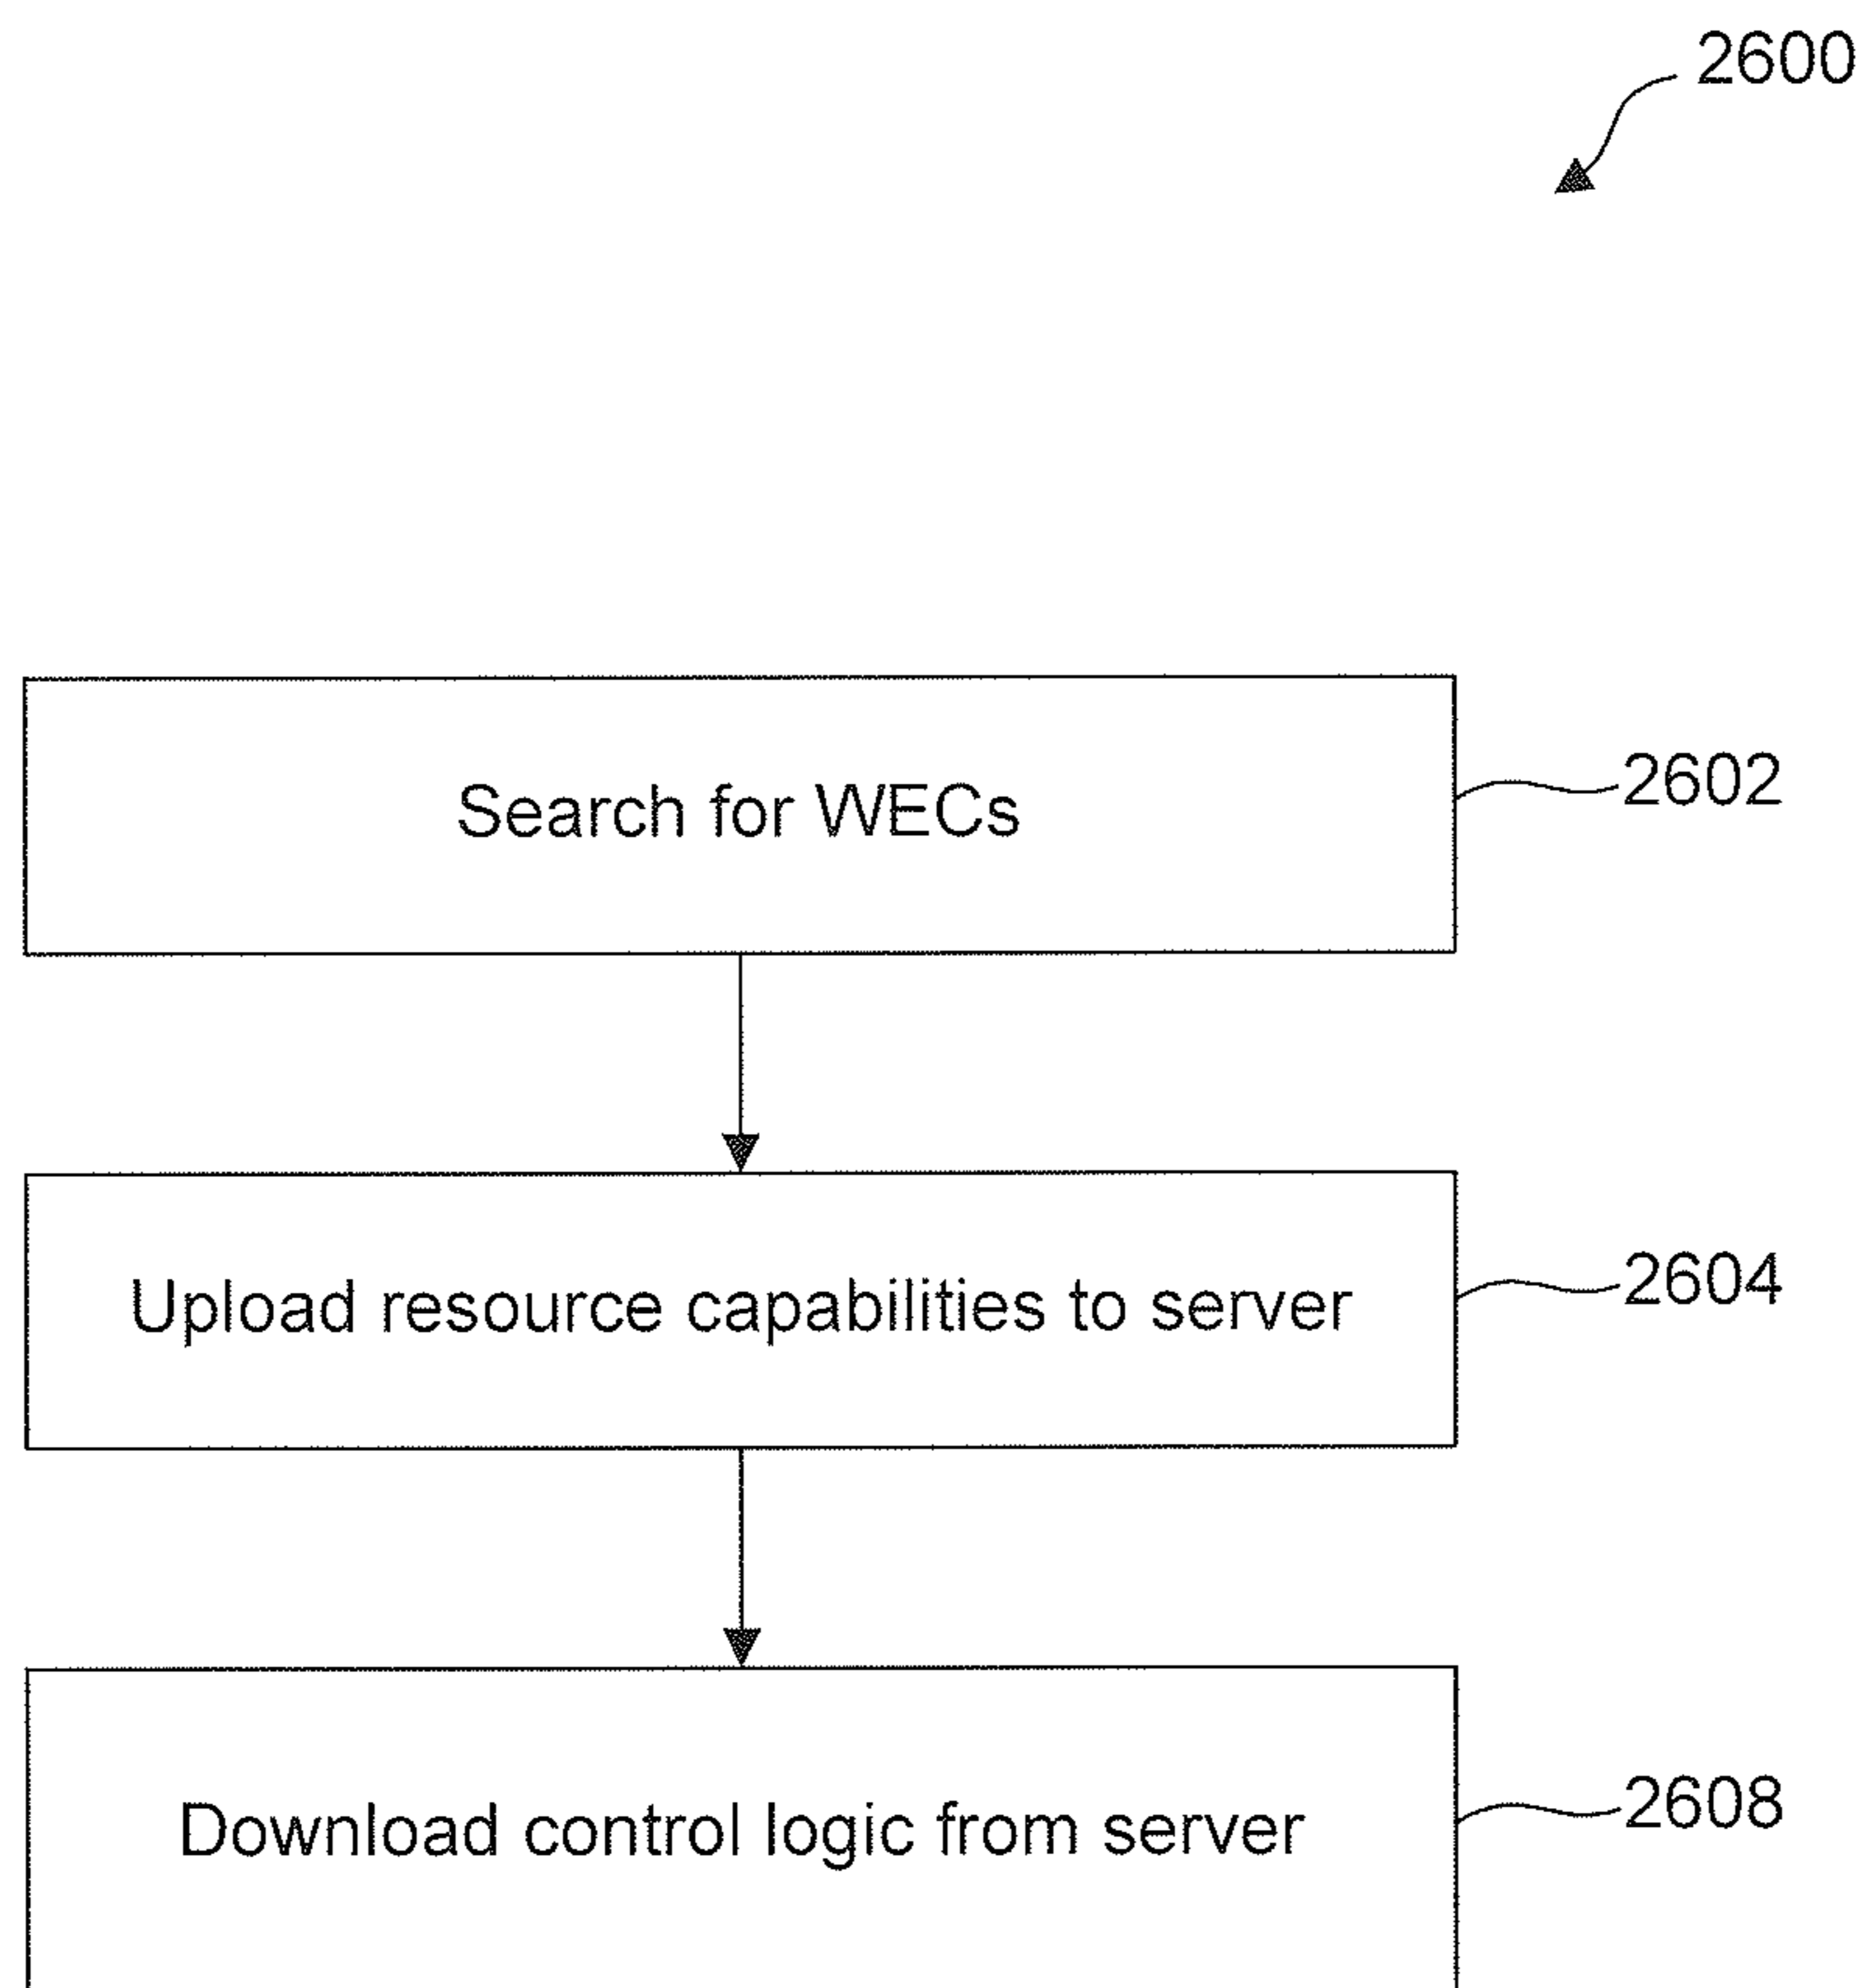 2600
Search for WECs
2602
Upload resource capabilities to server
2604
Download control logic from server
2608